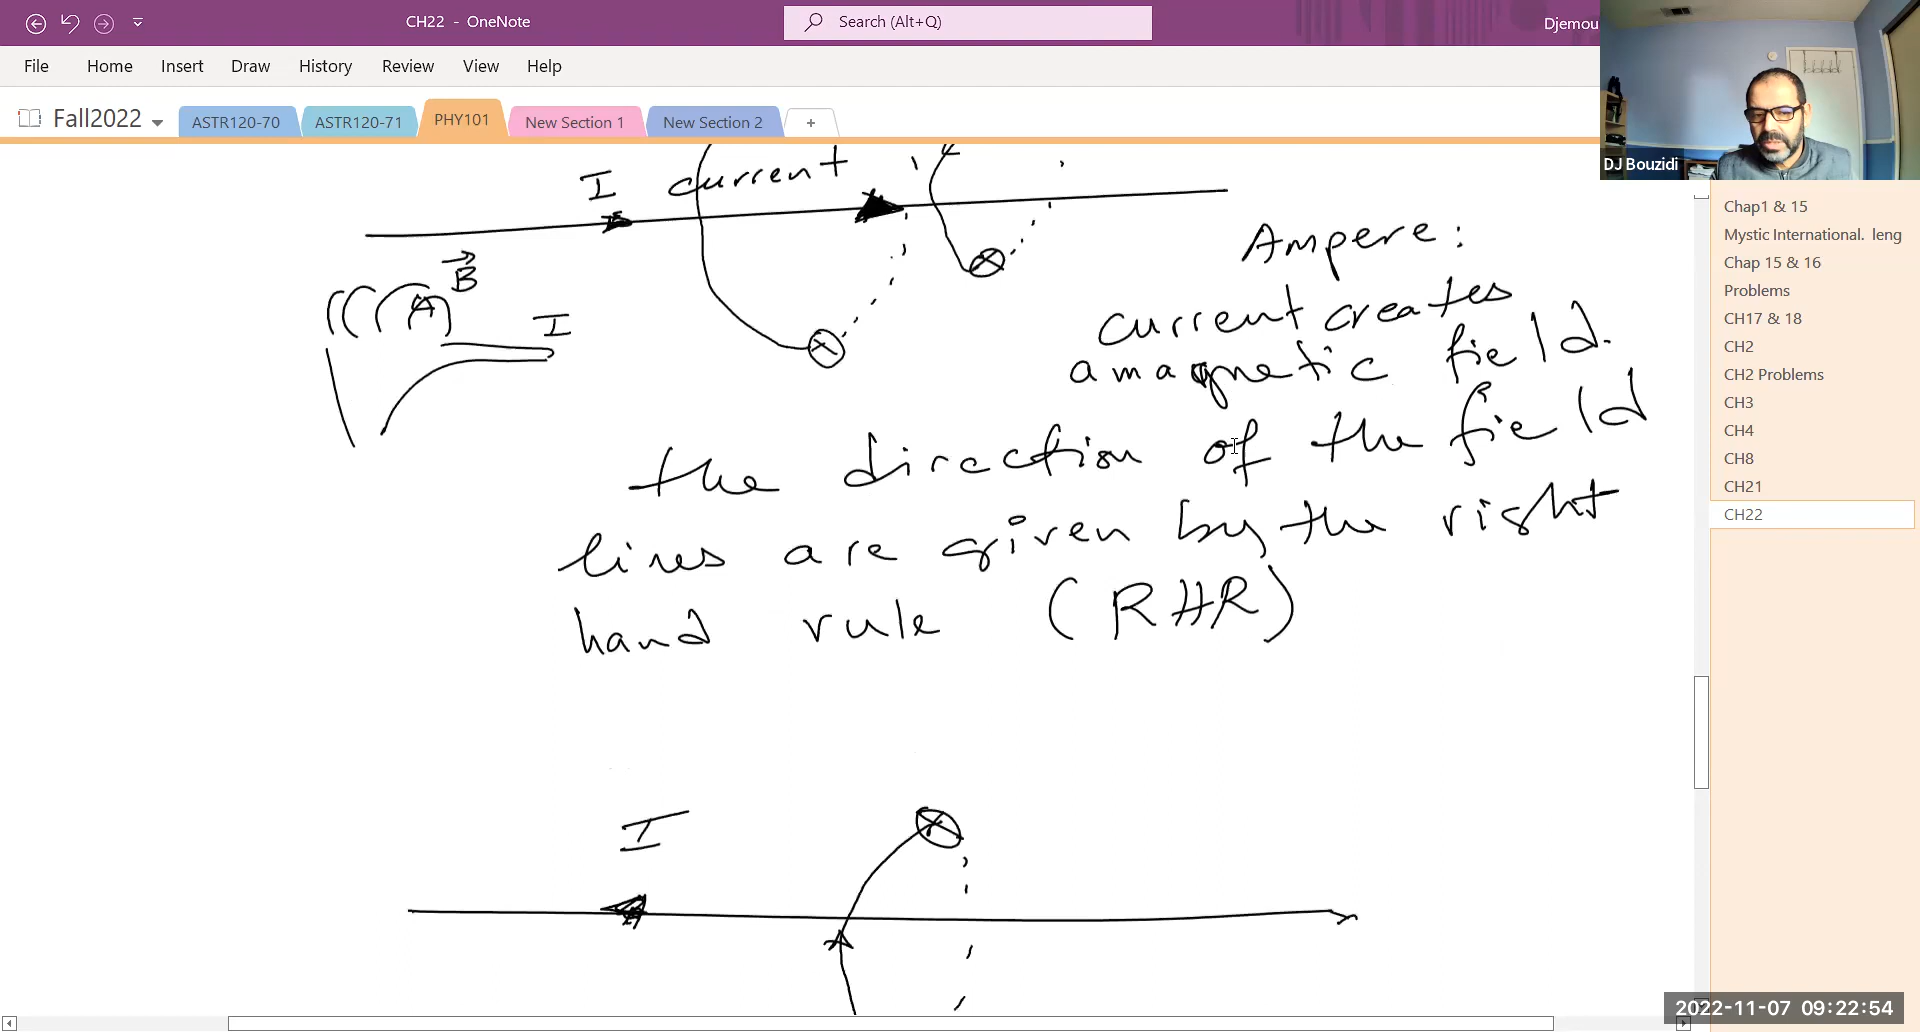 CH22 - OneNote
Search (Alt+Q)
Djemou
File Home Insert Draw History Review View Help
Fall2022
ASTR120-70
ASTR120-71
PHY101
New Section 1
New Section 2
+
DJ Bouzidi
Chap1 & 15
Mystic International. leng
Chap 15 & 16
Problems
CH17 & 18
CH2
CH2 Problems
CH3
CH4
CH8
CH21
CH22
I current
B
I
Ampere:
current creates
a magnetic field.
the direction of the field
lines are given by the right
hand rule (RHR)
I
2022-11-07 09:22:54